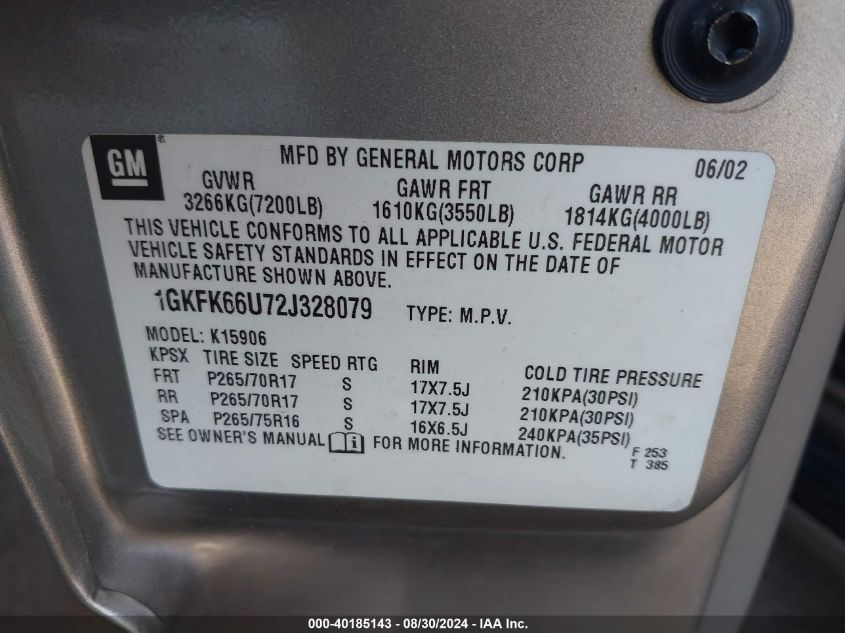 GM ®
MFD BY GENERAL MOTORS CORP 06/02
GVWR GAWR FRT GAWR RR
3266KG(7200LB) 1610KG(3550LB) 1814KG(4000LB)
THIS VEHICLE CONFORMS TO ALL APPLICABLE U.S. FEDERAL MOTOR
VEHICLE SAFETY STANDARDS IN EFFECT ON THE DATE OF
MANUFACTURE SHOWN ABOVE.
1GKFK66U72J328079 TYPE: M.P.V.
MODEL: K15906
KPSX TIRE SIZE SPEED RTG RIM COLD TIRE PRESSURE
FRT P265/70R17 S 17X7.5J 210KPA(30PSI)
RR P265/70R17 S 17X7.5J 210KPA(30PSI)
SPA P265/75R16 S 16X6.5J 240KPA(35PSI)
SEE OWNER'S MANUAL i FOR MORE INFORMATION.
F 253
T 385
000-40185143 - 08/30/2024 - IAA Inc.